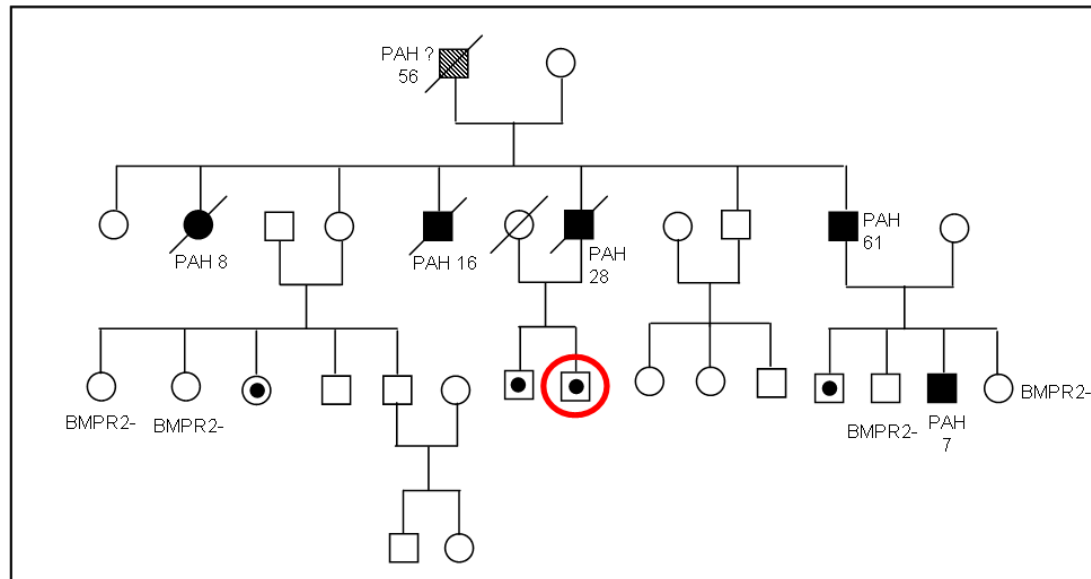 PAH ?
56
PAH 8
PAH 16
PAH
28
PAH
61
BMPR2-
BMPR2-
BMPR2-
PAH
7
BMPR2-